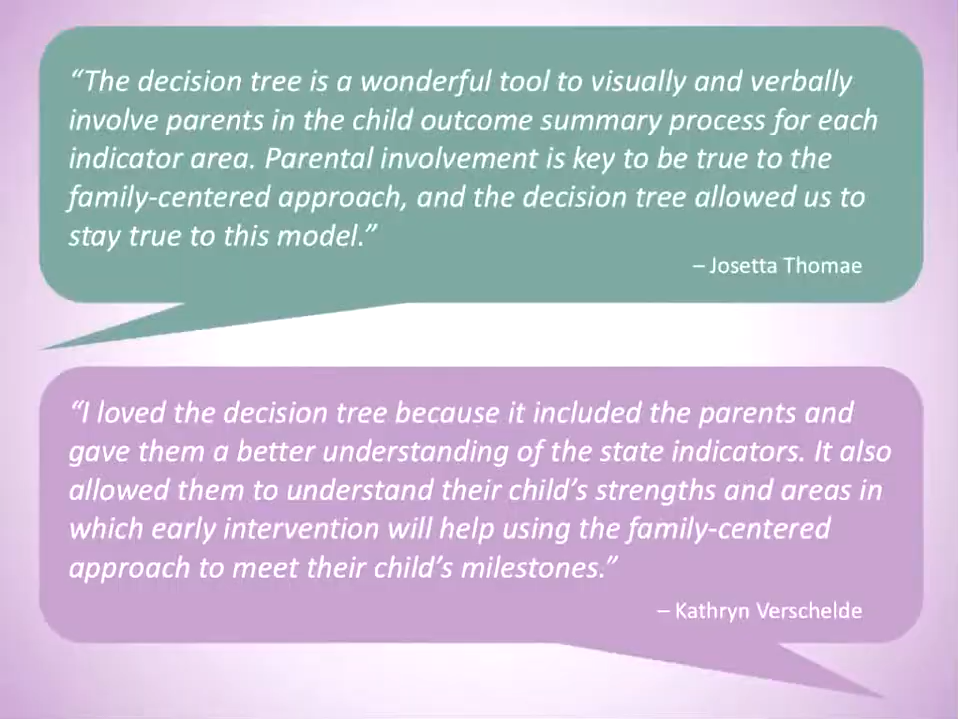 “The decision tree is a wonderful tool to visually and verbally
involve parents in the child outcome summary process for each
indicator area. Parental involvement is key to be true to the
family-centered approach, and the decision tree allowed us to
stay true to this model.”
– Josetta Thomae
“I loved the decision tree because it included the parents and
gave them a better understanding of the state indicators. It also
allowed them to understand their child’s strengths and areas in
which early intervention will help using the family-centered
approach to meet their child’s milestones.”
– Kathryn Verschelde